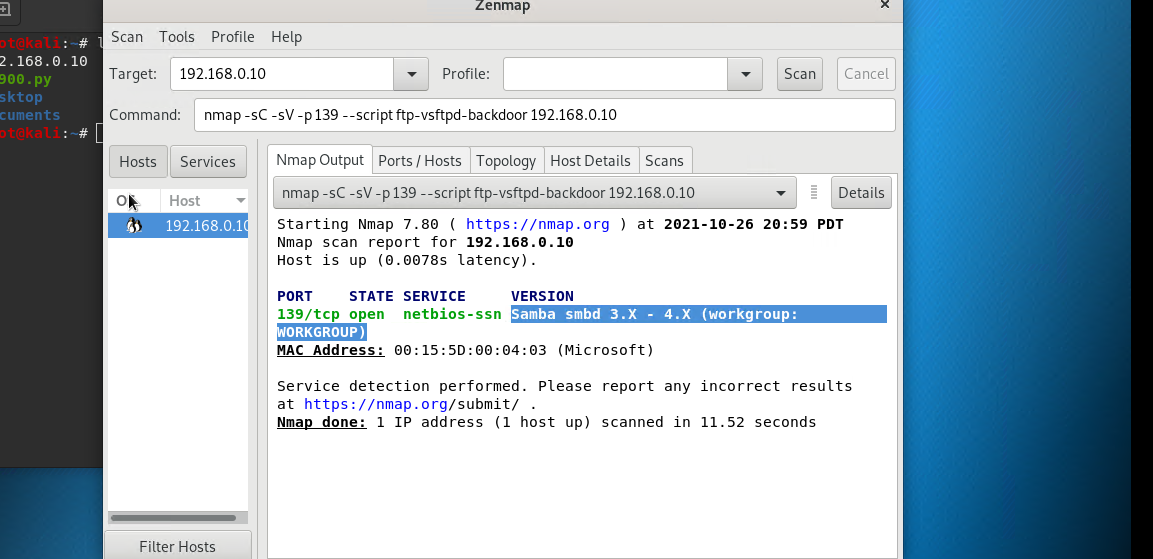 Zenmap
×
ot@kali:~# l
2.168.0.10
900.py
sktop
cuments
ot@kali:~#
Scan Tools Profile Help
Target: 192.168.0.10 Profile: Scan Cancel
Command: nmap -sC -sV -p 139 --script ftp-vsftpd-backdoor 192.168.0.10
Hosts Services
Nmap Output Ports / Hosts Topology Host Details Scans
nmap -sC -sV -p 139 --script ftp-vsftpd-backdoor 192.168.0.10 Details
O Host
192.168.0.10
Starting Nmap 7.80 ( https://nmap.org ) at 2021-10-26 20:59 PDT
Nmap scan report for 192.168.0.10
Host is up (0.0078s latency).
PORT STATE SERVICE VERSION
139/tcp open netbios-ssn Samba smbd 3.X - 4.X (workgroup:
WORKGROUP)
MAC Address: 00:15:5D:00:04:03 (Microsoft)
Service detection performed. Please report any incorrect results
at https://nmap.org/submit/ .
Nmap done: 1 IP address (1 host up) scanned in 11.52 seconds
Filter Hosts